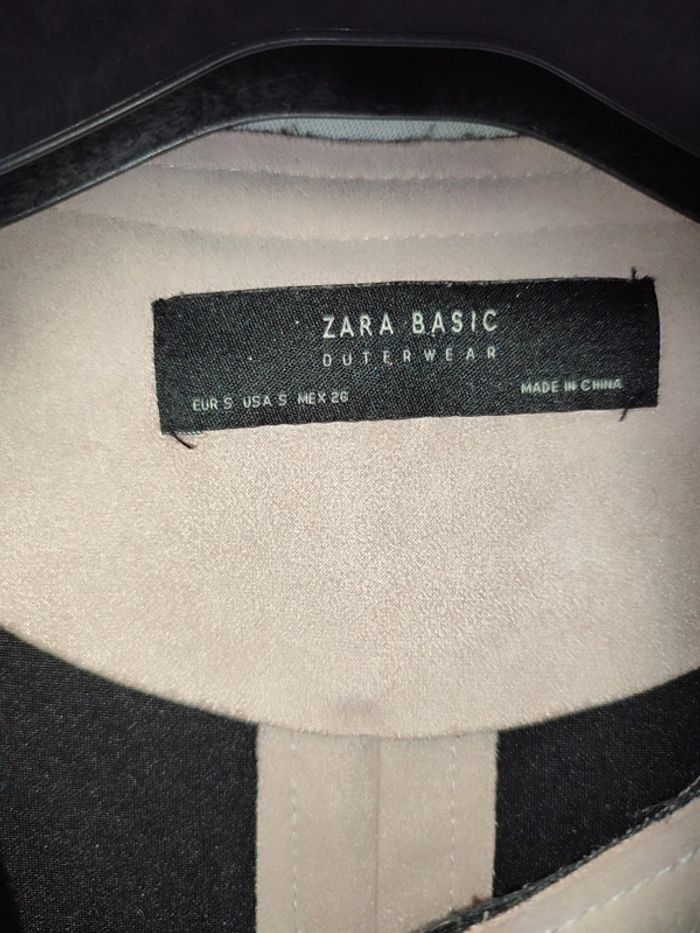 ZARA BASIC
OUTERWEAR
EUR S USA S MEX 26
MADE IN CHINA